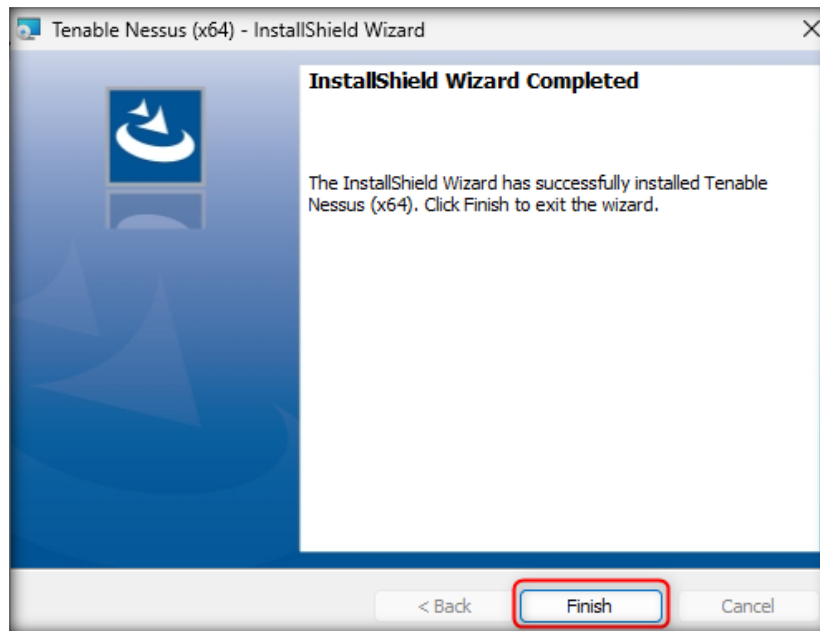 Tenable Nessus (x64) - InstallShield Wizard
InstallShield Wizard Completed
The InstallShield Wizard has successfully installed Tenable
Nessus (x64). Click Finish to exit the wizard.
< Back Finish Cancel